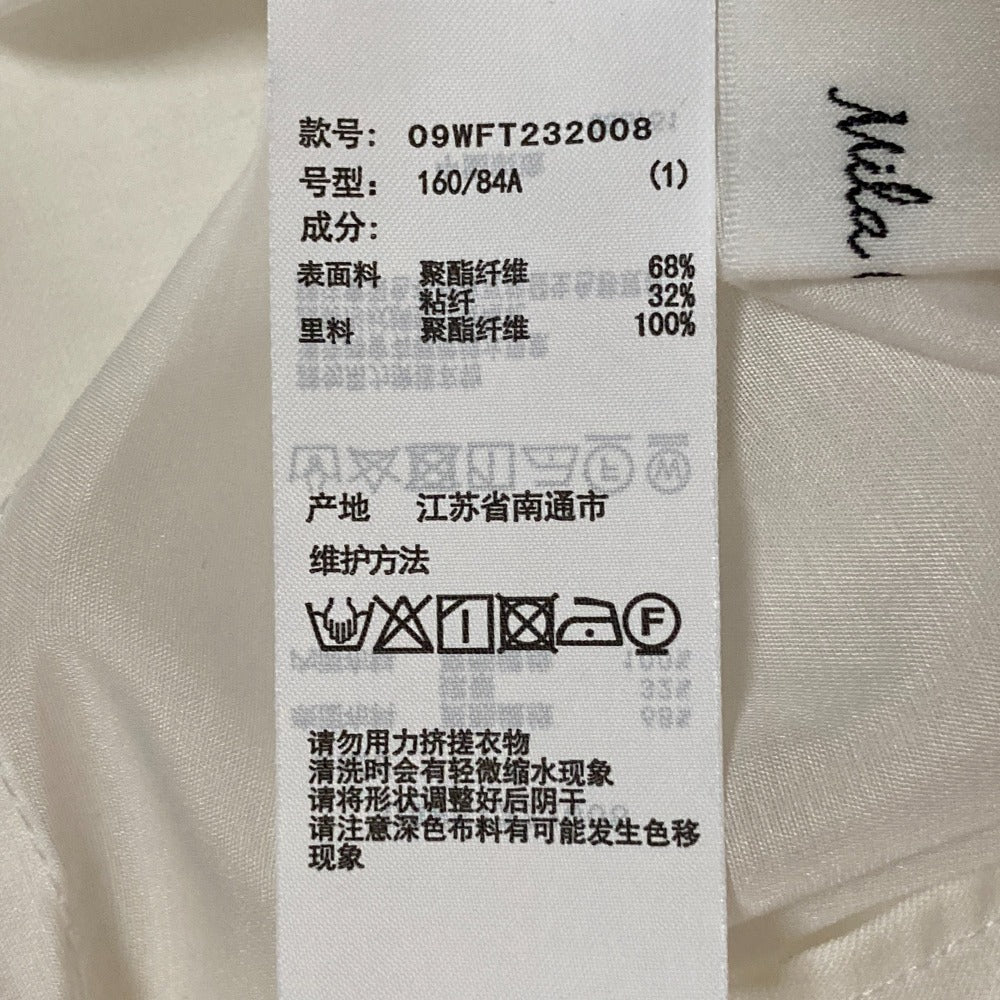 款号: 09WFT232008
号型: 160/84A (1)
成分:
表面料 聚酯纤维 68%
粘纤 32%
里料 聚酯纤维 100%
产地 江苏省南通市
维护方法
F
请勿用力挤搓衣物
清洗时会有轻微缩水现象
请将形状调整好后阴干
请注意深色布料有可能发生色移
现象
Mila